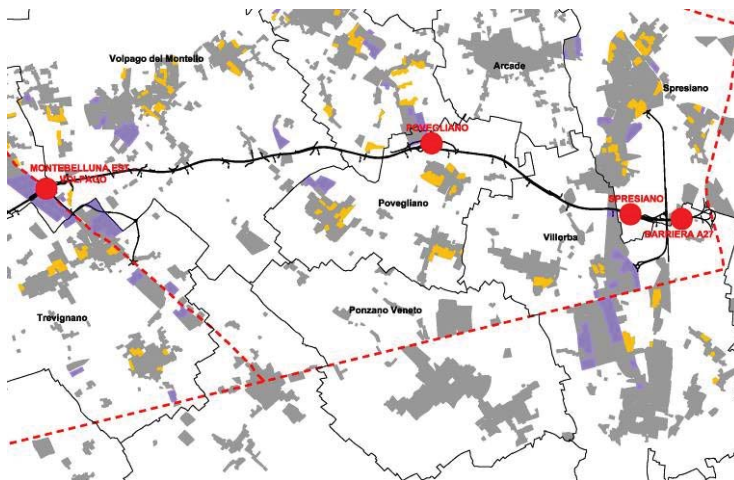 Volpago del Montello
Arcade
Spresiano
POVEGLIANO
MONTEBELLUNA EST
VOLPAGO
Povegliano
SPRESIANO
BARRIERA A27
Villorba
Trevignano
Ponzano Veneto